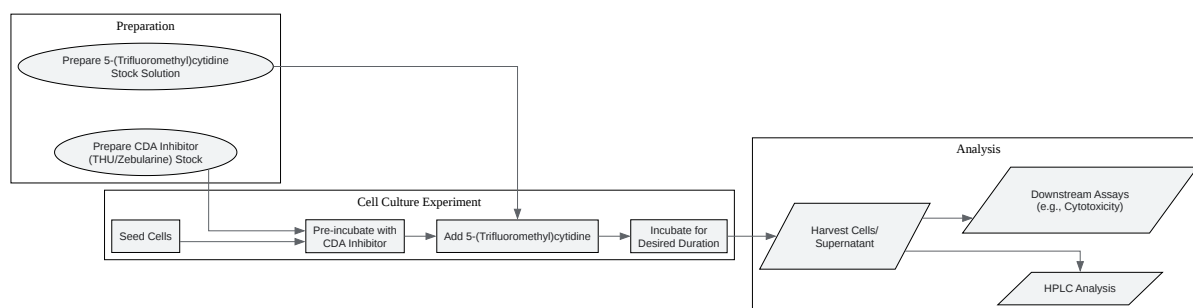 Preparation
Prepare 5-(Trifluoromethyl)cytidine
Stock Solution
Prepare CDA Inhibitor
(THU/Zebularine) Stock
Cell Culture Experiment
Seed Cells
Pre-incubate with
CDA Inhibitor
Add 5-(Trifluoromethyl)cytidine
Incubate for
Desired Duration
Analysis
Harvest Cells/
Supernatant
Downstream Assays
(e.g., Cytotoxicity)
HPLC Analysis